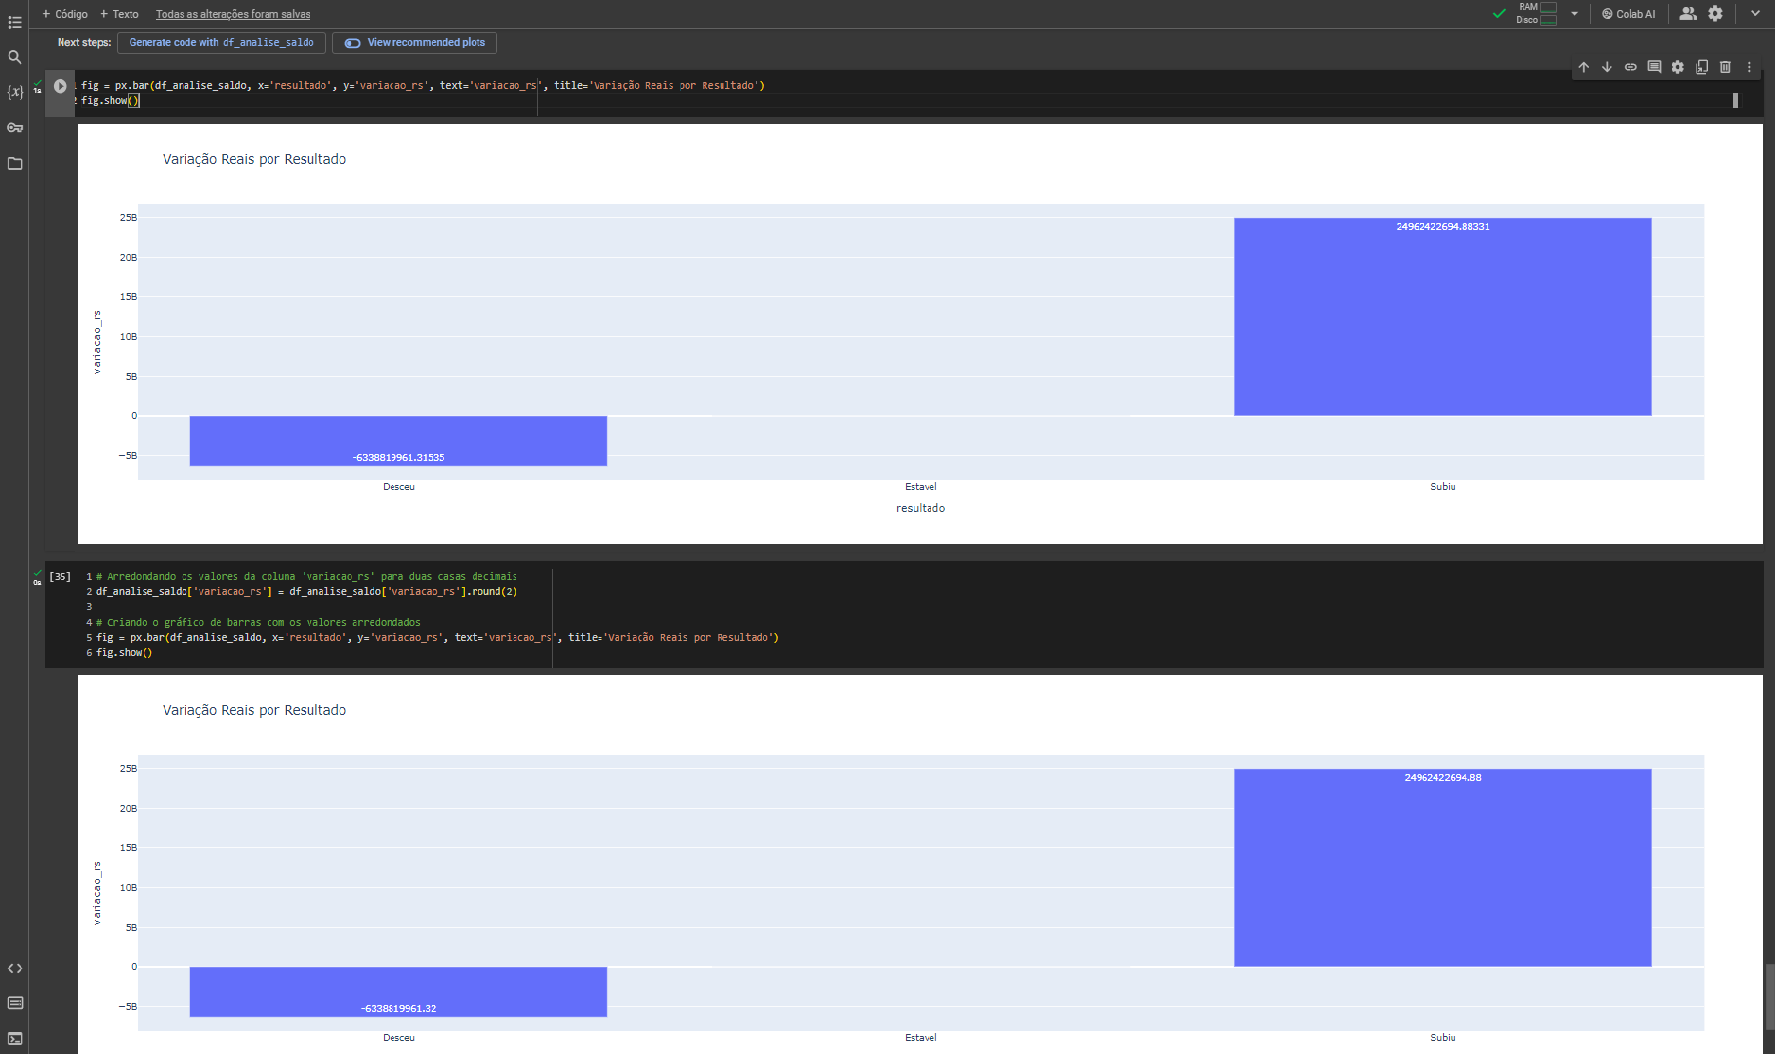 + Código + Texto Todas as alterações foram salvas
RAM
Disco
Colab AI
Next steps: Generate code with df_analise_saldo View recommended plots
1s
1 fig = px.bar(df_analise_saldo, x='resultado', y='variacao_rs', text='variacao_rs', title='Variação Reais por Resultado')
2 fig.show()
Variação Reais por Resultado
25B
20B
15B
10B
5B
0
−5B
variacao_rs
24962422694.88331
-6338819961.31535
Desceu Estavel Subiu
resultado
0s
[35] 1 # Arredondando os valores da coluna 'variacao_rs' para duas casas decimais
2 df_analise_saldo['variacao_rs'] = df_analise_saldo['variacao_rs'].round(2)
3
4 # Criando o gráfico de barras com os valores arredondados
5 fig = px.bar(df_analise_saldo, x='resultado', y='variacao_rs', text='variacao_rs', title='Variação Reais por Resultado')
6 fig.show()
Variação Reais por Resultado
25B
20B
15B
10B
5B
0
−5B
variacao_rs
24962422694.88
-6338819961.32
Desceu Estavel Subiu